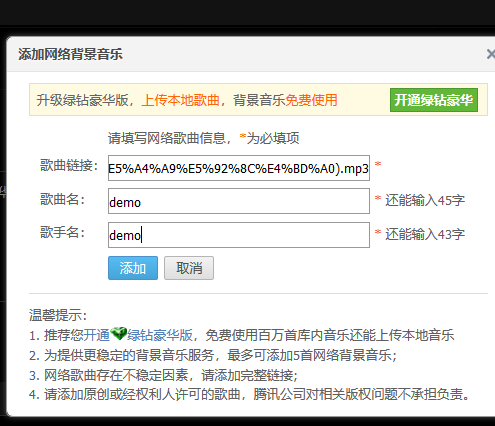 添加网络背景音乐
升级绿钻豪华版，上传本地歌曲，背景音乐免费使用 开通绿钻豪华
请填写网络歌曲信息，*为必填项
歌曲链接： E5%A4%A9%E5%92%8C%E4%BD%A0).mp3 *
歌曲名： demo * 还能输入45字
歌手名： demo * 还能输入43字
添加 取消
温馨提示：
1. 推荐您开通绿钻豪华版，免费使用百万首库内音乐还能上传本地音乐
2. 为提供更稳定的背景音乐服务，最多可添加5首网络背景音乐；
3. 网络歌曲存在不稳定因素，请添加完整链接；
4. 请添加原创或经权利人许可的歌曲，腾讯公司对相关版权问题不承担负责。